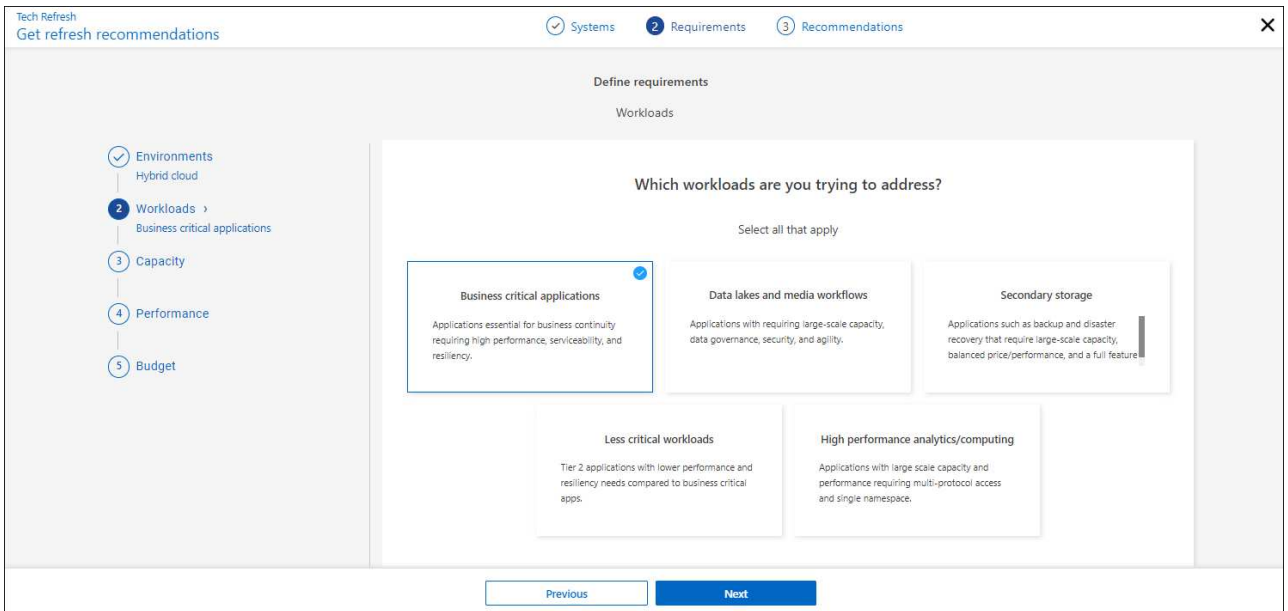 Tech Refresh
Get refresh recommendations
Systems
2 Requirements
3 Recommendations
Define requirements
Workloads
Environments
Hybrid cloud
2 Workloads ›
Business critical applications
3 Capacity
4 Performance
5 Budget
Which workloads are you trying to address?
Select all that apply
Business critical applications
Applications essential for business continuity
requiring high performance, serviceability, and
resiliency.
Data lakes and media workflows
Applications with requiring large-scale capacity,
data governance, security, and agility.
Secondary storage
Applications such as backup and disaster
recovery that require large-scale capacity,
balanced price/performance, and a full feature
Less critical workloads
Tier 2 applications with lower performance and
resiliency needs compared to business critical
apps.
High performance analytics/computing
Applications with large scale capacity and
performance requiring multi-protocol access
and single namespace.
Previous
Next